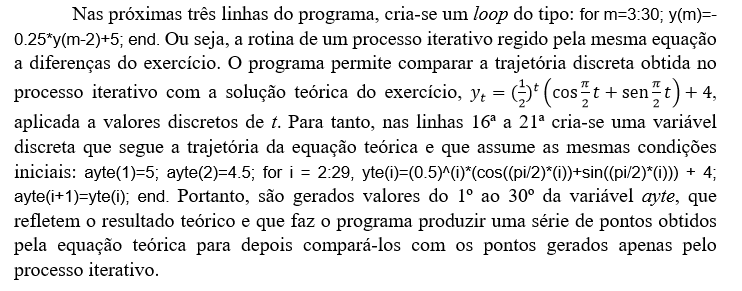 Nas próximas três linhas do programa, cria-se um loop do tipo: for m=3:30; y(m)=-
0.25*y(m-2)+5; end. Ou seja, a rotina de um processo iterativo regido pela mesma equação
a diferenças do exercício. O programa permite comparar a trajetória discreta obtida no
processo iterativo com a solução teórica do exercício, y_t = (1/2)^t (cos π/2 t + sen π/2 t) + 4,
aplicada a valores discretos de t. Para tanto, nas linhas 16ª a 21ª cria-se uma variável
discreta que segue a trajetória da equação teórica e que assume as mesmas condições
iniciais: ayte(1)=5; ayte(2)=4.5; for i = 2:29, yte(i)=(0.5)^(i)*(cos((pi/2)*(i))+sin((pi/2)*(i))) + 4;
ayte(i+1)=yte(i); end. Portanto, são gerados valores do 1º ao 30º da variável ayte, que
refletem o resultado teórico e que faz o programa produzir uma série de pontos obtidos
pela equação teórica para depois compará-los com os pontos gerados apenas pelo
processo iterativo.